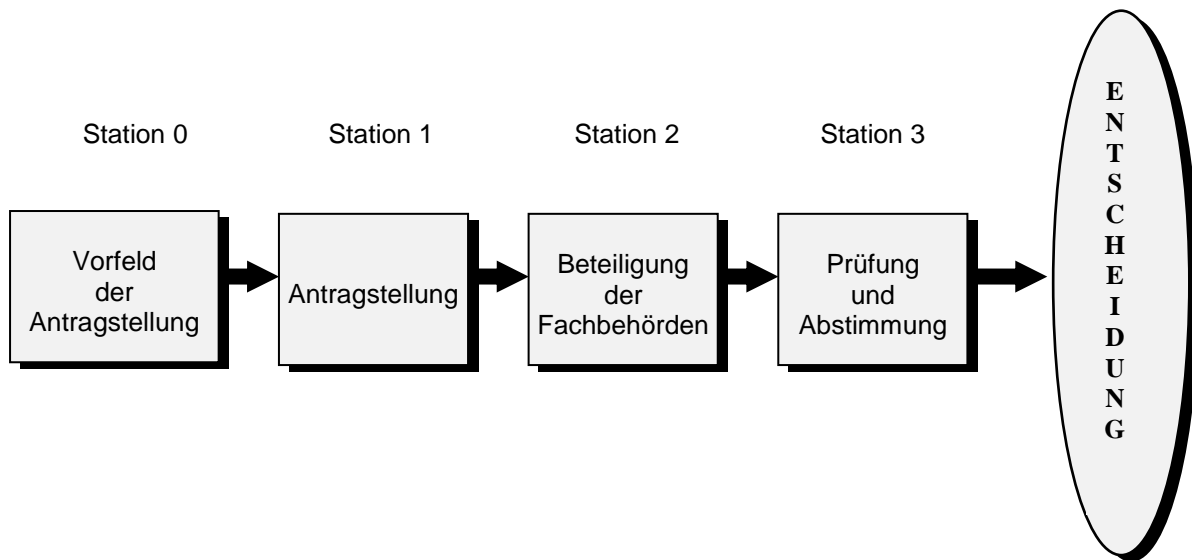 Station 0
Station 1
Station 2
Station 3
Vorfeld
der
Antragstellung
Antragstellung
Beteiligung
der
Fachbehörden
Prüfung
und
Abstimmung
E
N
T
S
C
H
E
I
D
U
N
G